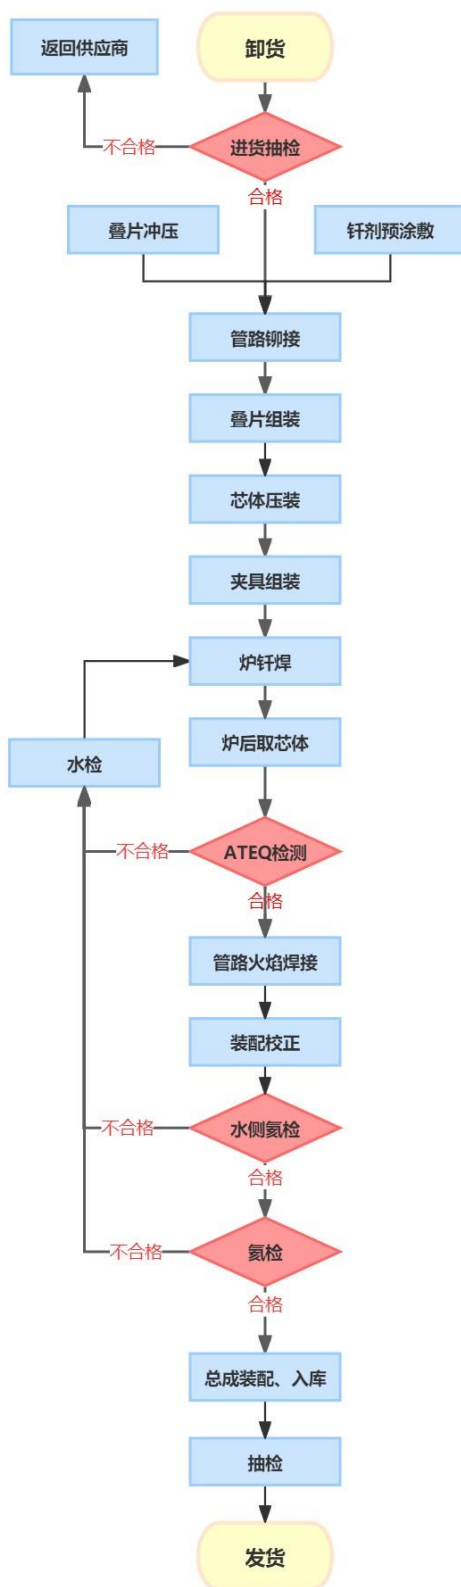 返回供应商
卸货
不合格
进货抽检
合格
叠片冲压
钎剂预涂敷
管路铆接
叠片组装
芯体压装
夹具组装
炉钎焊
炉后取芯体
水检
不合格
ATEQ检测
合格
管路火焰焊接
装配校正
不合格
水侧氦检
合格
不合格
氦检
合格
总成装配、入库
抽检
发货